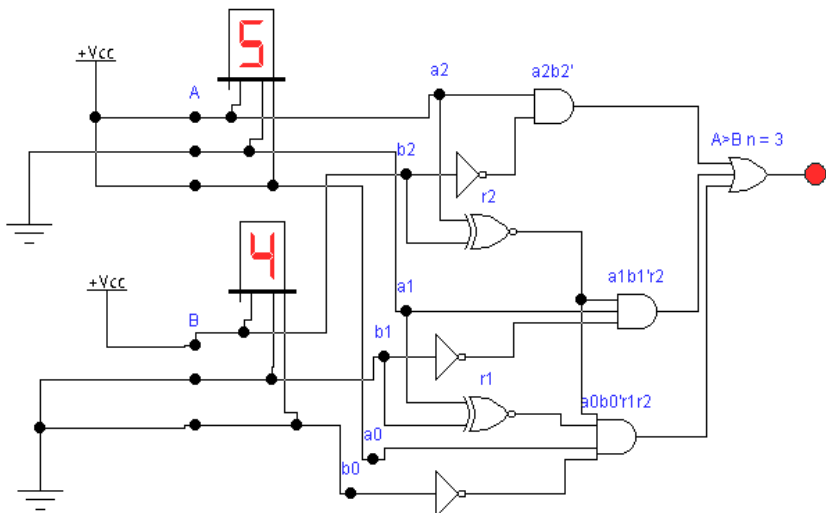 5
+Vcc
A
a2
a2b2'
b2
A>B n = 3
r2
4
+Vcc
B
a1
a1b1'r2
b1
r1
a0b0'r1r2
a0
b0